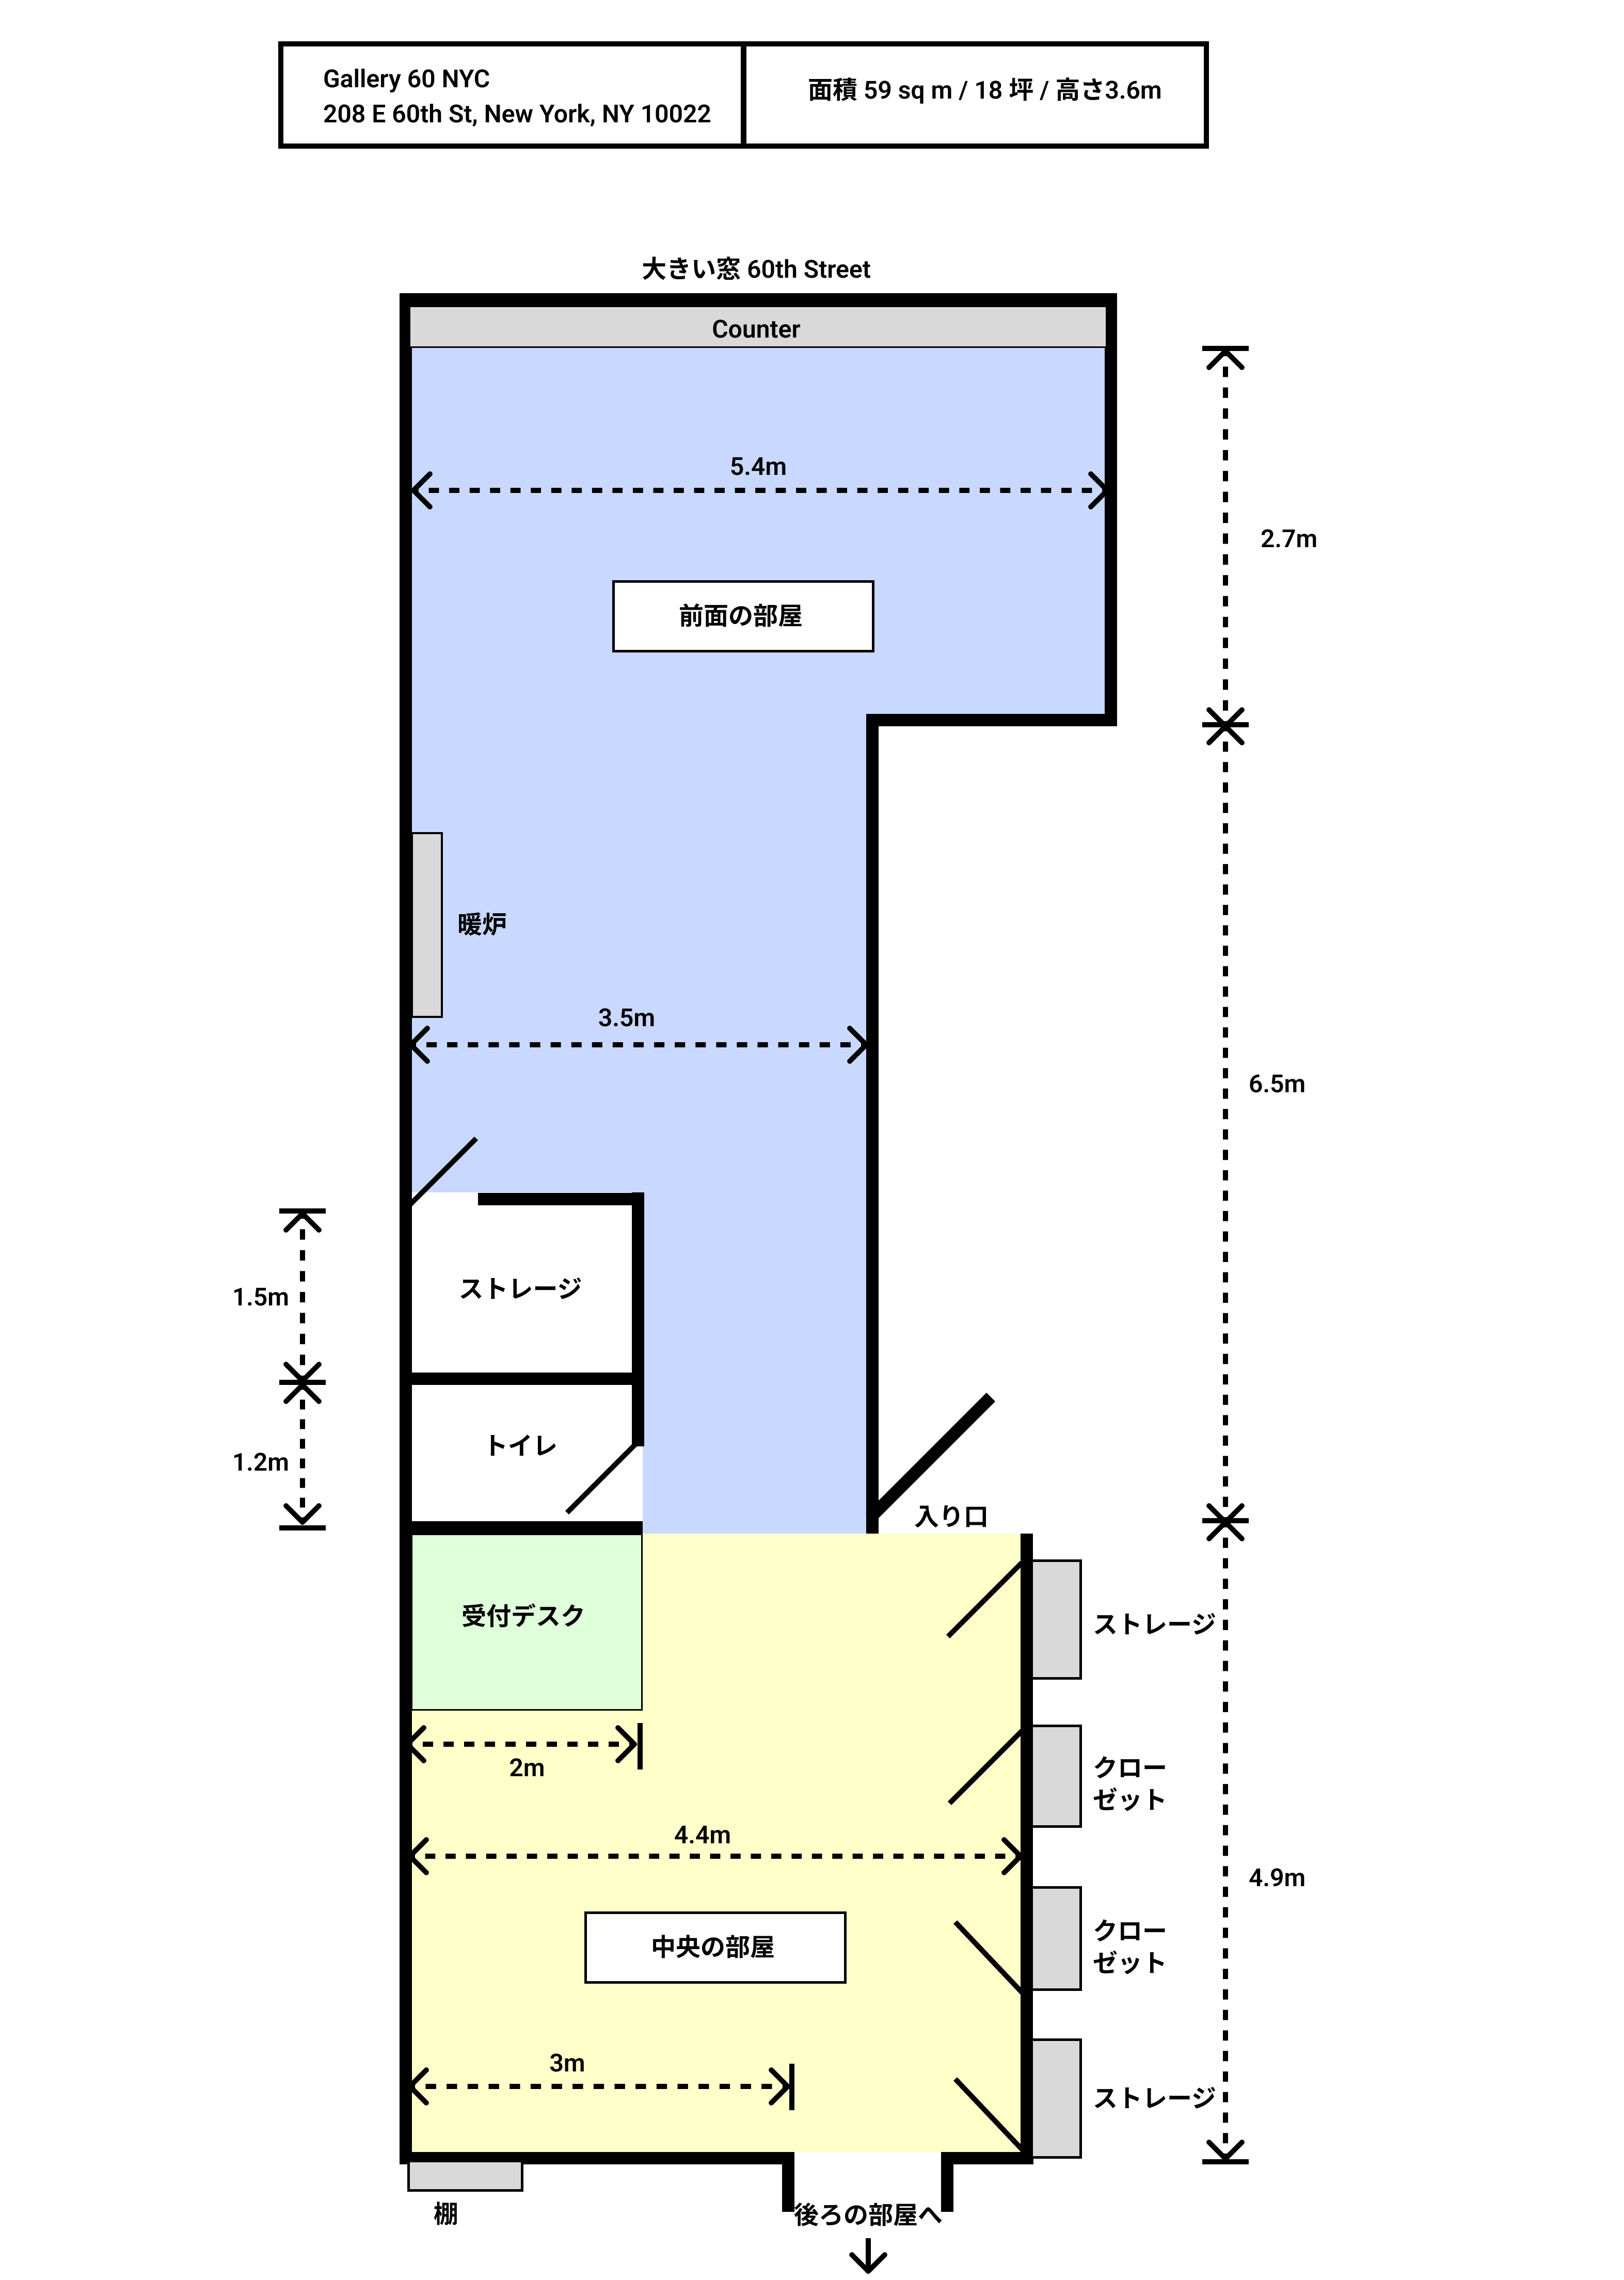 Gallery 60 NYC
208 E 60th St, New York, NY 10022
面積 59 sq m / 18 坪 / 高さ3.6m
大きい窓 60th Street
Counter
5.4m
2.7m
前面の部屋
暖炉
3.5m
6.5m
ストレージ
1.5m
トイレ
1.2m
入り口
受付デスク
ストレージ
2m
クロー
ゼット
4.4m
4.9m
中央の部屋
クロー
ゼット
3m
ストレージ
棚
後ろの部屋へ